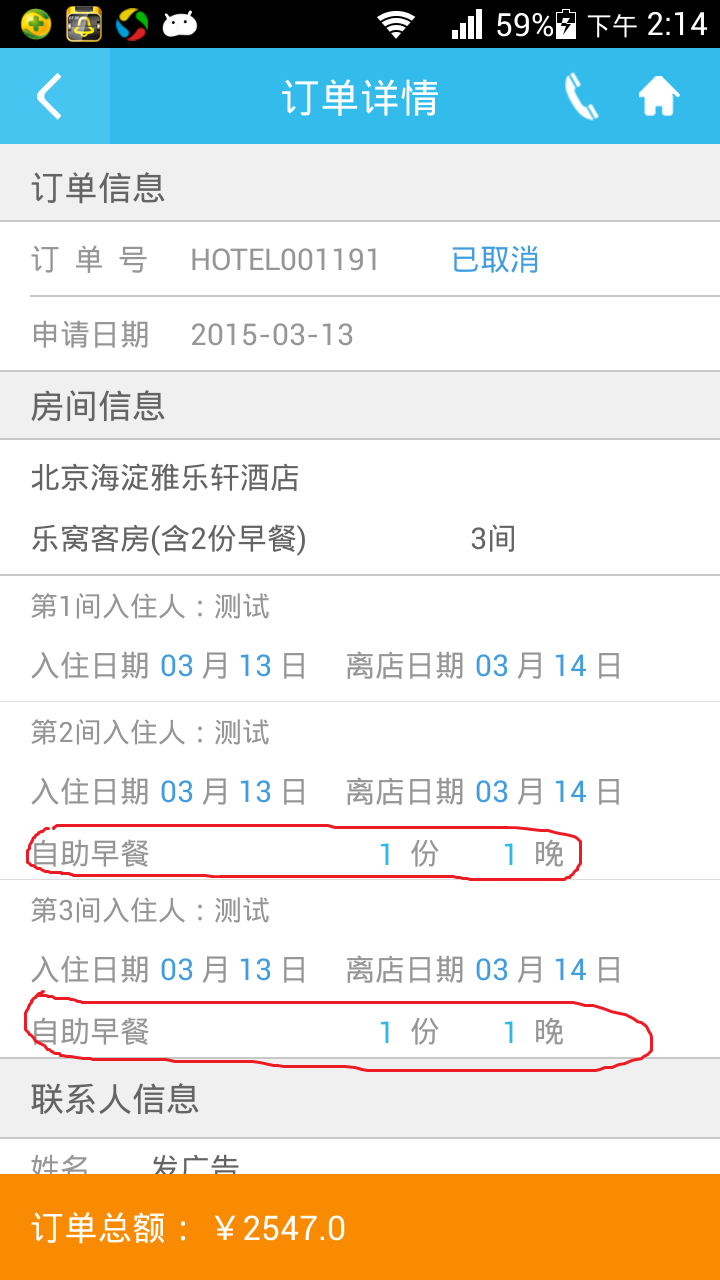 59% 下午 2:14
订单详情
订单信息
订 单 号 HOTEL001191 已取消
申请日期 2015-03-13
房间信息
北京海淀雅乐轩酒店
乐窝客房(含2份早餐) 3间
第1间入住人：测试
入住日期 03 月 13 日 离店日期 03 月 14 日
第2间入住人：测试
入住日期 03 月 13 日 离店日期 03 月 14 日
自助早餐 1 份 1 晚
第3间入住人：测试
入住日期 03 月 13 日 离店日期 03 月 14 日
自助早餐 1 份 1 晚
联系人信息
姓名 发广告
订单总额：￥2547.0